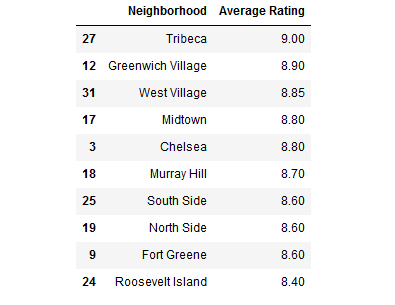 Neighborhood Average Rating
27 Tribeca 9.00
12 Greenwich Village 8.90
31 West Village 8.85
17 Midtown 8.80
3 Chelsea 8.80
18 Murray Hill 8.70
25 South Side 8.60
19 North Side 8.60
9 Fort Greene 8.60
24 Roosevelt Island 8.40